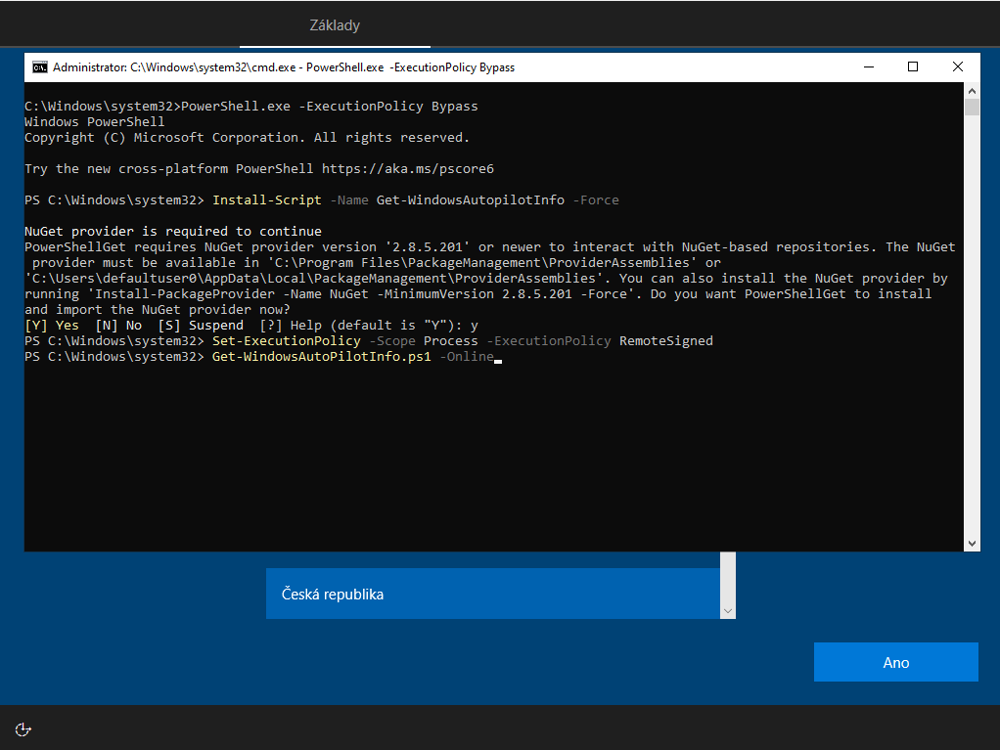 Základy
Administrator: C:\Windows\system32\cmd.exe - PowerShell.exe -ExecutionPolicy Bypass
C:\Windows\system32>PowerShell.exe -ExecutionPolicy Bypass
Windows PowerShell
Copyright (C) Microsoft Corporation. All rights reserved.
Try the new cross-platform PowerShell https://aka.ms/pscore6
PS C:\Windows\system32> Install-Script -Name Get-WindowsAutopilotInfo -Force
NuGet provider is required to continue
PowerShellGet requires NuGet provider version '2.8.5.201' or newer to interact with NuGet-based repositories. The NuGet
provider must be available in 'C:\Program Files\PackageManagement\ProviderAssemblies' or
'C:\Users\defaultuser0\AppData\Local\PackageManagement\ProviderAssemblies'. You can also install the NuGet provider by
running 'Install-PackageProvider -Name NuGet -MinimumVersion 2.8.5.201 -Force'. Do you want PowerShellGet to install
and import the NuGet provider now?
[Y] Yes  [N] No  [S] Suspend  [?] Help (default is "Y"): y
PS C:\Windows\system32> Set-ExecutionPolicy -Scope Process -ExecutionPolicy RemoteSigned
PS C:\Windows\system32> Get-WindowsAutoPilotInfo.ps1 -Online
Česká republika
Ano